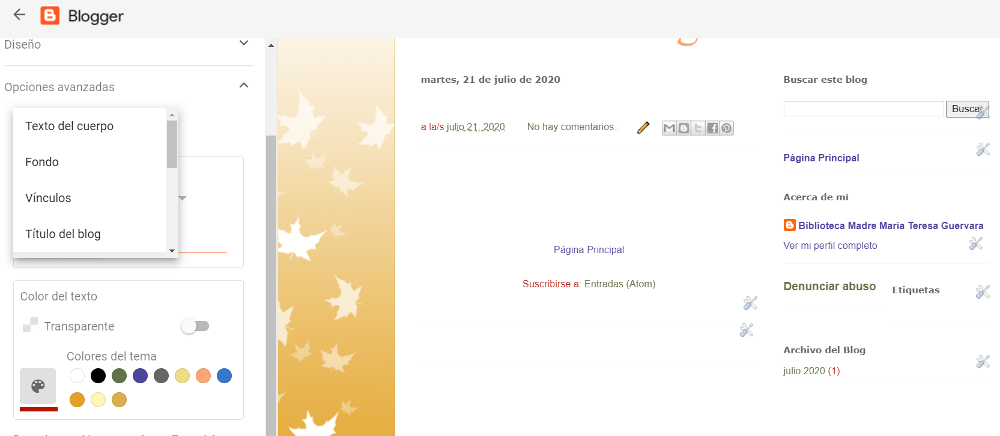 Blogger
Diseño
Opciones avanzadas
Texto del cuerpo
Fondo
Vínculos
Título del blog
Color del texto
Transparente
Colores del tema
martes, 21 de julio de 2020
a la/s julio 21, 2020 No hay comentarios.:
Página Principal
Suscribirse a: Entradas (Atom)
Buscar este blog
Buscar
Página Principal
Acerca de mí
Biblioteca Madre María Teresa Guervara
Ver mi perfil completo
Denunciar abuso
Etiquetas
Archivo del Blog
julio 2020 (1)